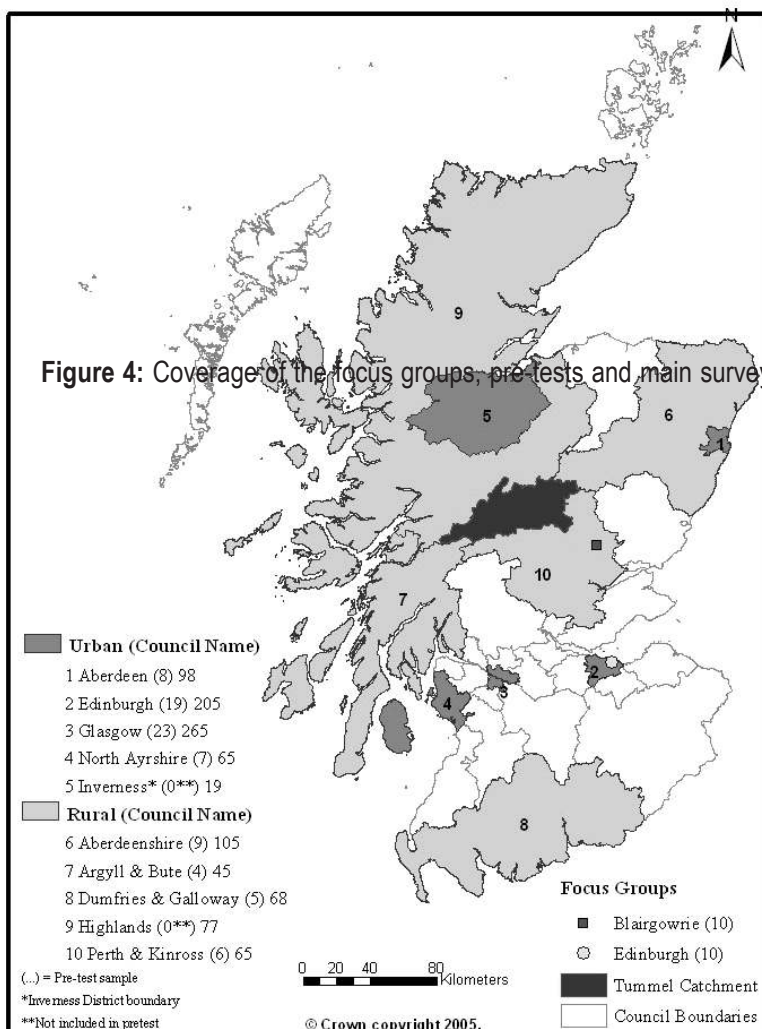 N
9
Figure 4: Coverage of the focus groups, pre-tests and main survey
5
6
1
10
7
2
3
4
8
Urban (Council Name)
1 Aberdeen (8) 98
2 Edinburgh (19) 205
3 Glasgow (23) 265
4 North Ayrshire (7) 65
5 Inverness* (0**) 19
Rural (Council Name)
6 Aberdeenshire (9) 105
7 Argyll & Bute (4) 45
8 Dumfries & Galloway (5) 68
9 Highlands (0**) 77
10 Perth & Kinross (6) 65
(...) = Pre-test sample
*Inverness District boundary
**Not included in pretest
0 10 20 40 60 80 Kilometers
© Crown copyright 2005.
Focus Groups
Blairgowrie (10)
Edinburgh (10)
Tummel Catchment
Council Boundaries